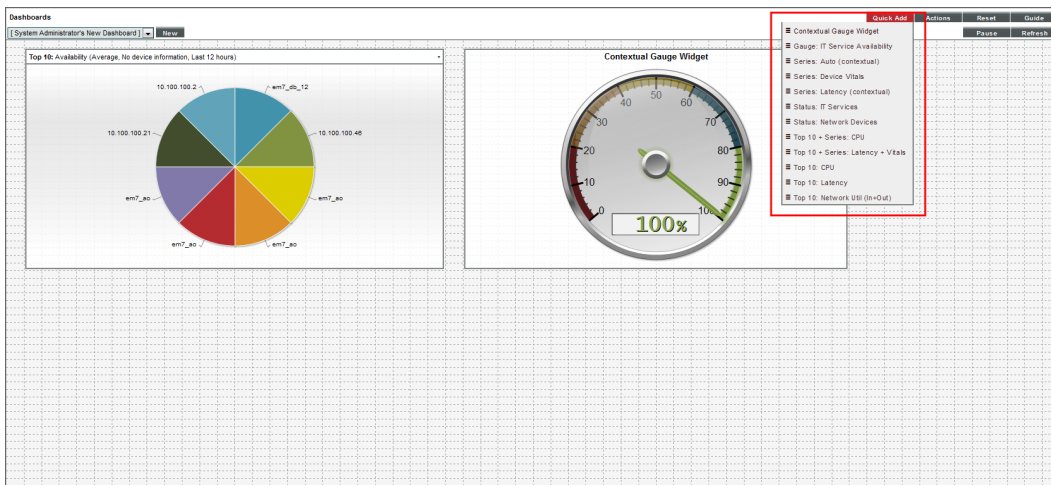 Dashboards
Quick Add Actions Reset Guide
[ System Administrator's New Dashboard ] New
Pause Refresh
Top 10: Availability (Average, No device information, Last 12 hours)
10.100.100.2
em7_db_12
10.100.100.21
10.100.100.46
em7_ao
em7_ao
em7_ao
em7_ao
Contextual Gauge Widget
0
10
20
30
40
50
60
70
80
90
100
100%
Contextual Gauge Widget
Gauge: IT Service Availability
Series: Auto (contextual)
Series: Device Vitals
Series: Latency (contextual)
Status: IT Services
Status: Network Devices
Top 10 + Series: CPU
Top 10 + Series: Latency + Vitals
Top 10: CPU
Top 10: Latency
Top 10: Network Util (In+Out)